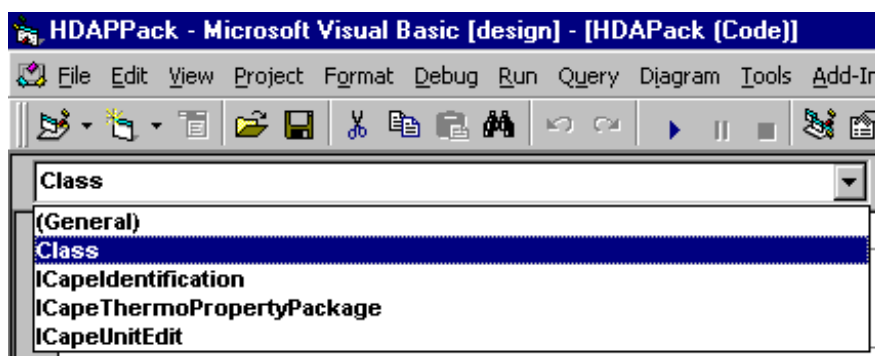 HDAPPack - Microsoft Visual Basic [design] - [HDAPack (Code)]
File Edit View Project Format Debug Run Query Diagram Tools Add-In
Class
(General)
Class
ICapeIdentification
ICapeThermoPropertyPackage
ICapeUnitEdit